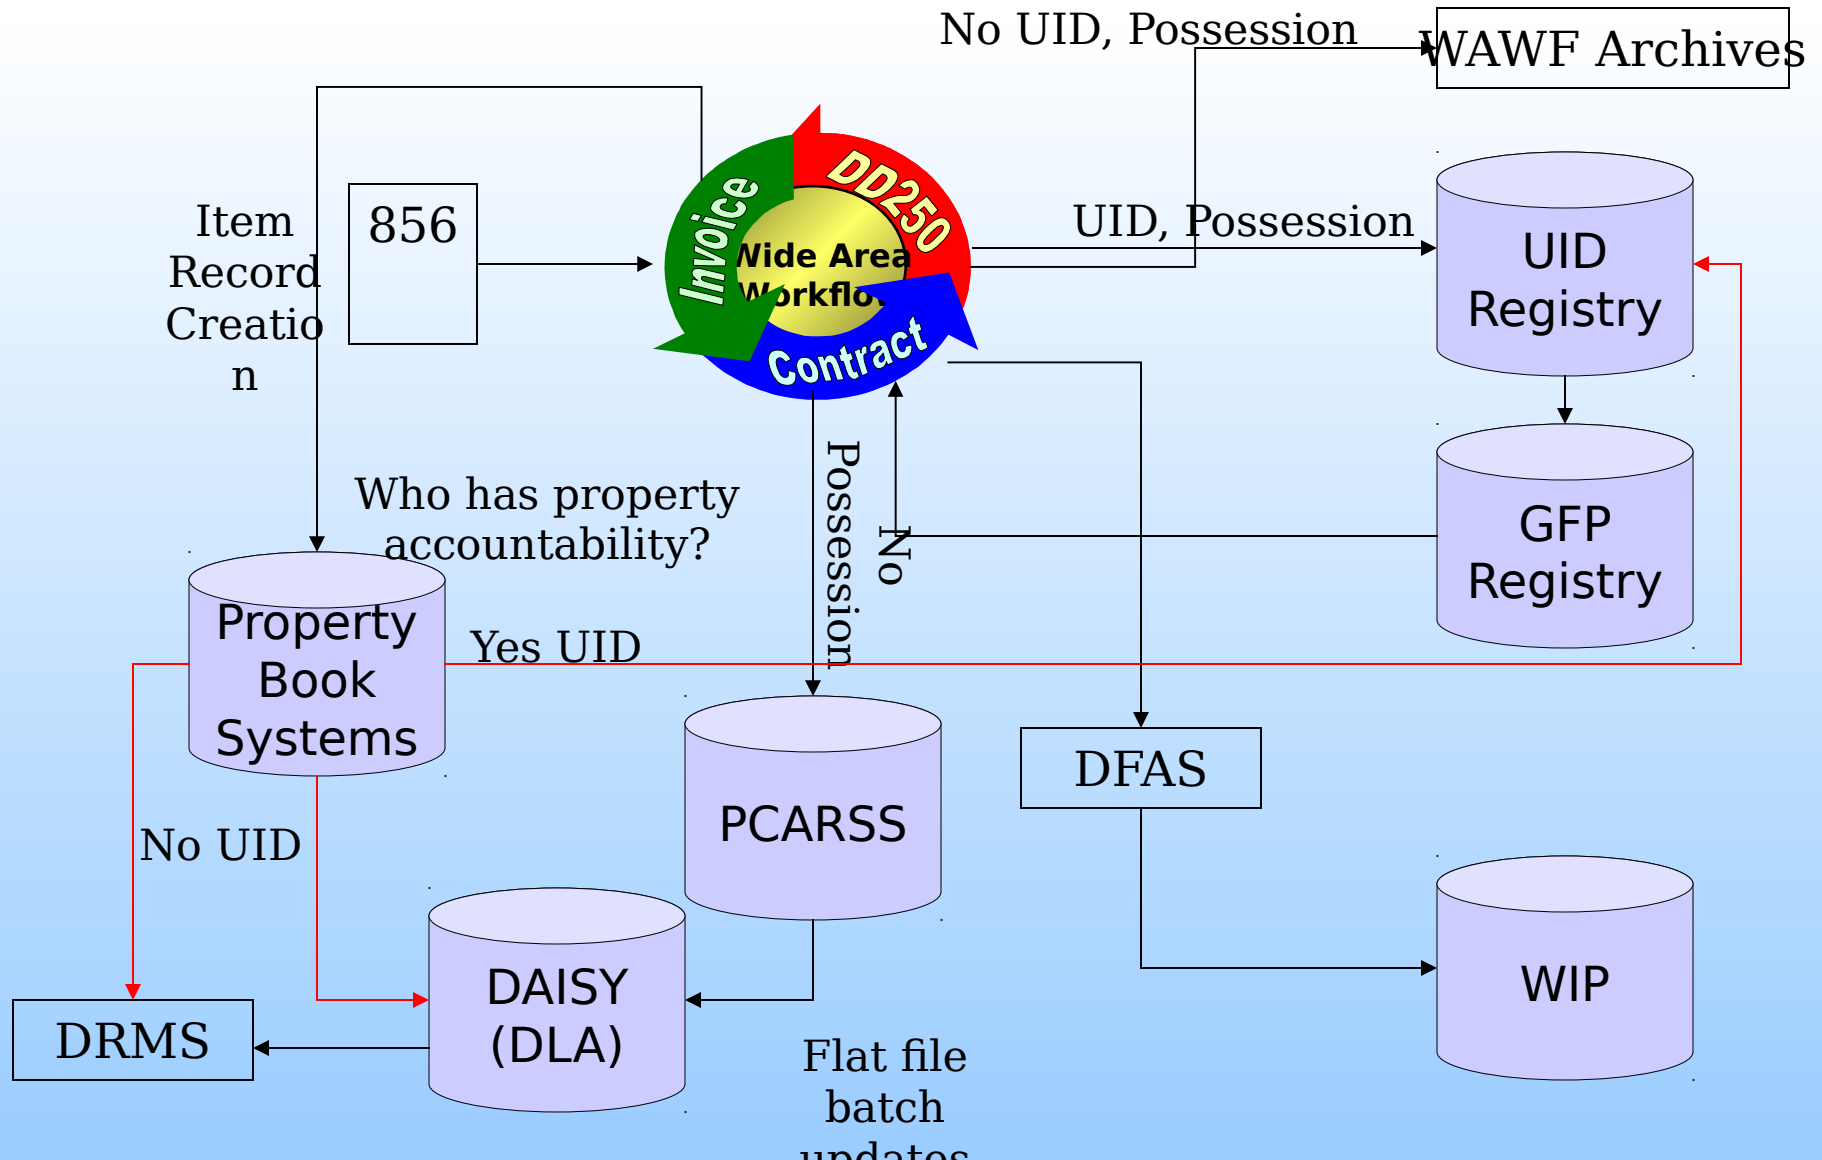 No UID, Possession
WAWF Archives
Item
Record
Creatio
n
856
Invoice
DD250
Wide Area
Workflow
Contract
UID, Possession
UID
Registry
GFP
Registry
Who has property
accountability?
Possession
No
Property
Book
Systems
Yes UID
No UID
PCARSS
DFAS
DAISY
(DLA)
WIP
DRMS
Flat file
batch
updates